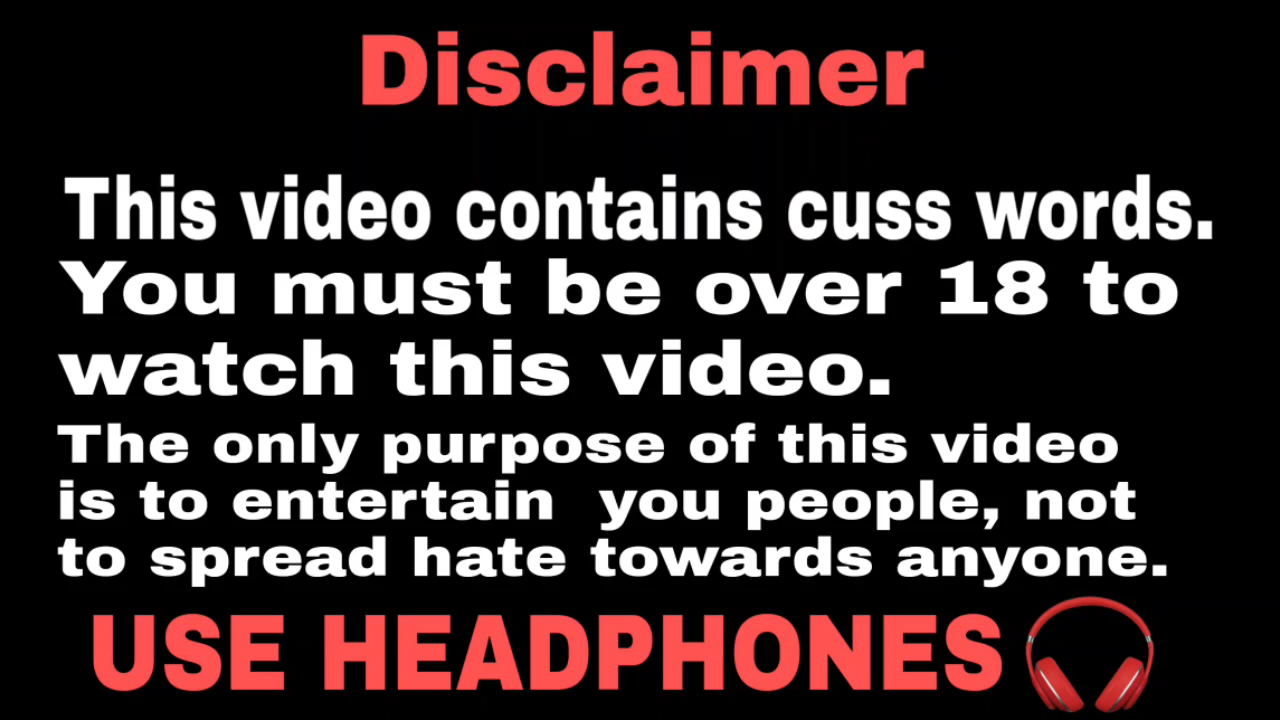 Disclaimer
This video contains cuss words.
You must be over 18 to
watch this video.
The only purpose of this video
is to entertain  you people, not
to spread hate towards anyone.
USE HEADPHONES